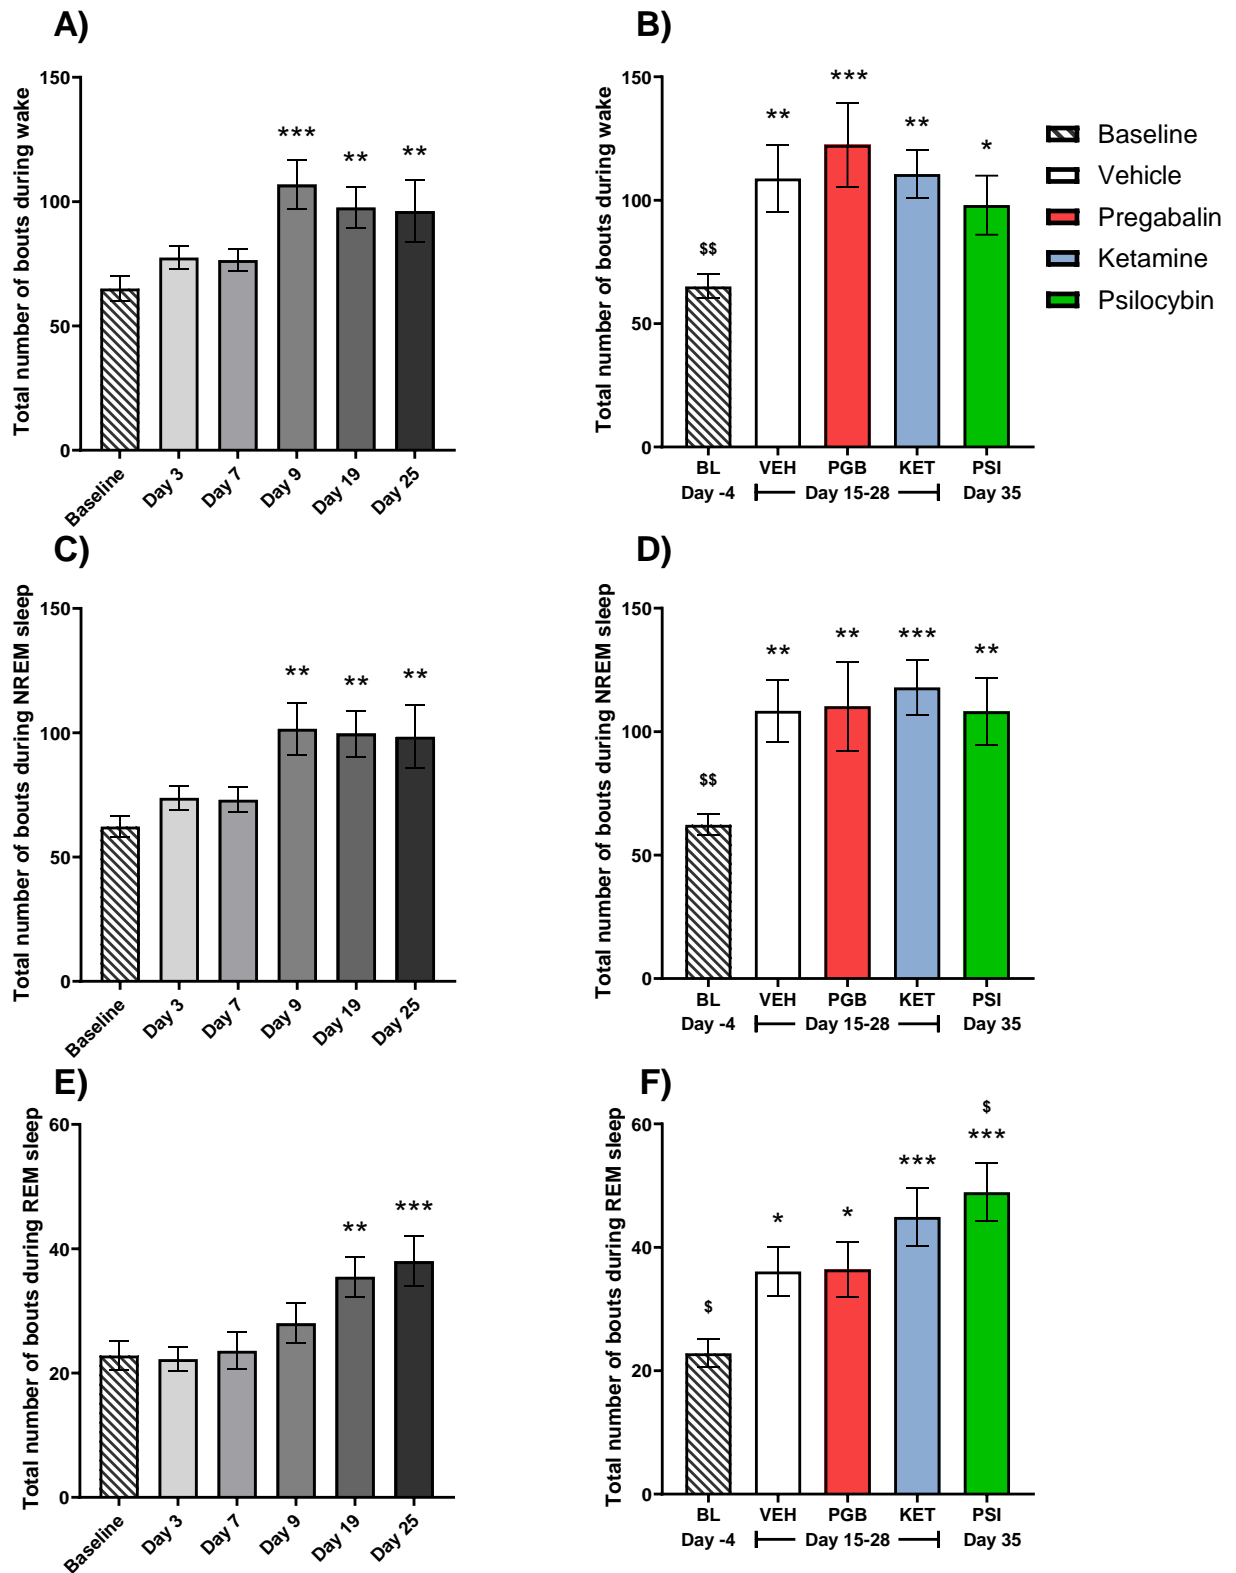 A)
Total number of bouts during wake
150
100
50
0
***
**
**
Baseline
Day 3
Day 7
Day 9
Day 19
Day 25
B)
Total number of bouts during wake
150
100
50
0
$$
**
***
**
*
BL VEH PGB KET PSI
Day -4 Day 15-28 Day 35
Baseline
Vehicle
Pregabalin
Ketamine
Psilocybin
C)
Total number of bouts during NREM sleep
150
100
50
0
**
**
**
Baseline
Day 3
Day 7
Day 9
Day 19
Day 25
D)
Total number of bouts during NREM sleep
150
100
50
0
$$
**
**
***
**
BL VEH PGB KET PSI
Day -4 Day 15-28 Day 35
E)
Total number of bouts during REM sleep
60
40
20
0
**
***
Baseline
Day 3
Day 7
Day 9
Day 19
Day 25
F)
Total number of bouts during REM sleep
60
40
20
0
$
*
*
***
$
***
BL VEH PGB KET PSI
Day -4 Day 15-28 Day 35